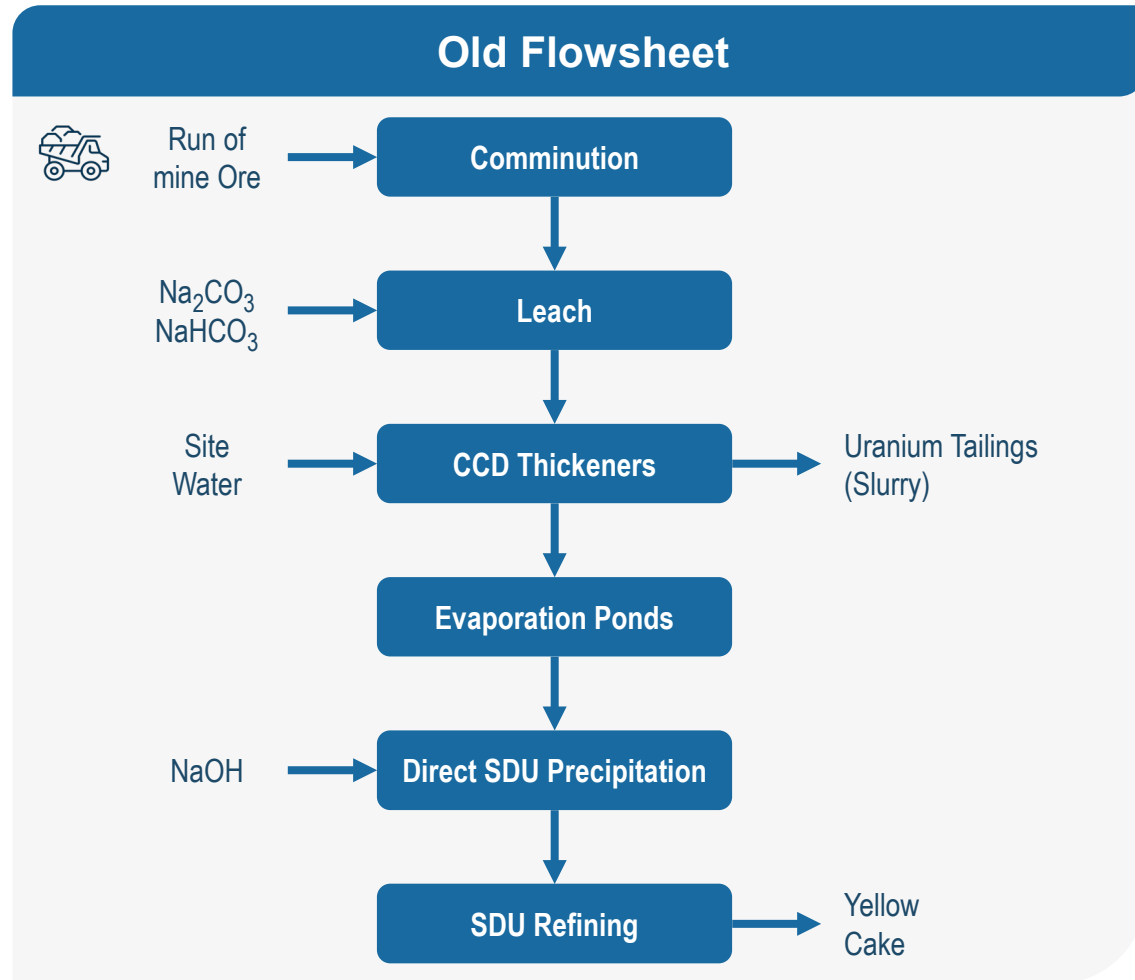 Old Flowsheet
Run of
mine Ore
Comminution
Na₂CO₃
NaHCO₃
Leach
Site
Water
CCD Thickeners
Uranium Tailings
(Slurry)
Evaporation Ponds
NaOH
Direct SDU Precipitation
SDU Refining
Yellow
Cake